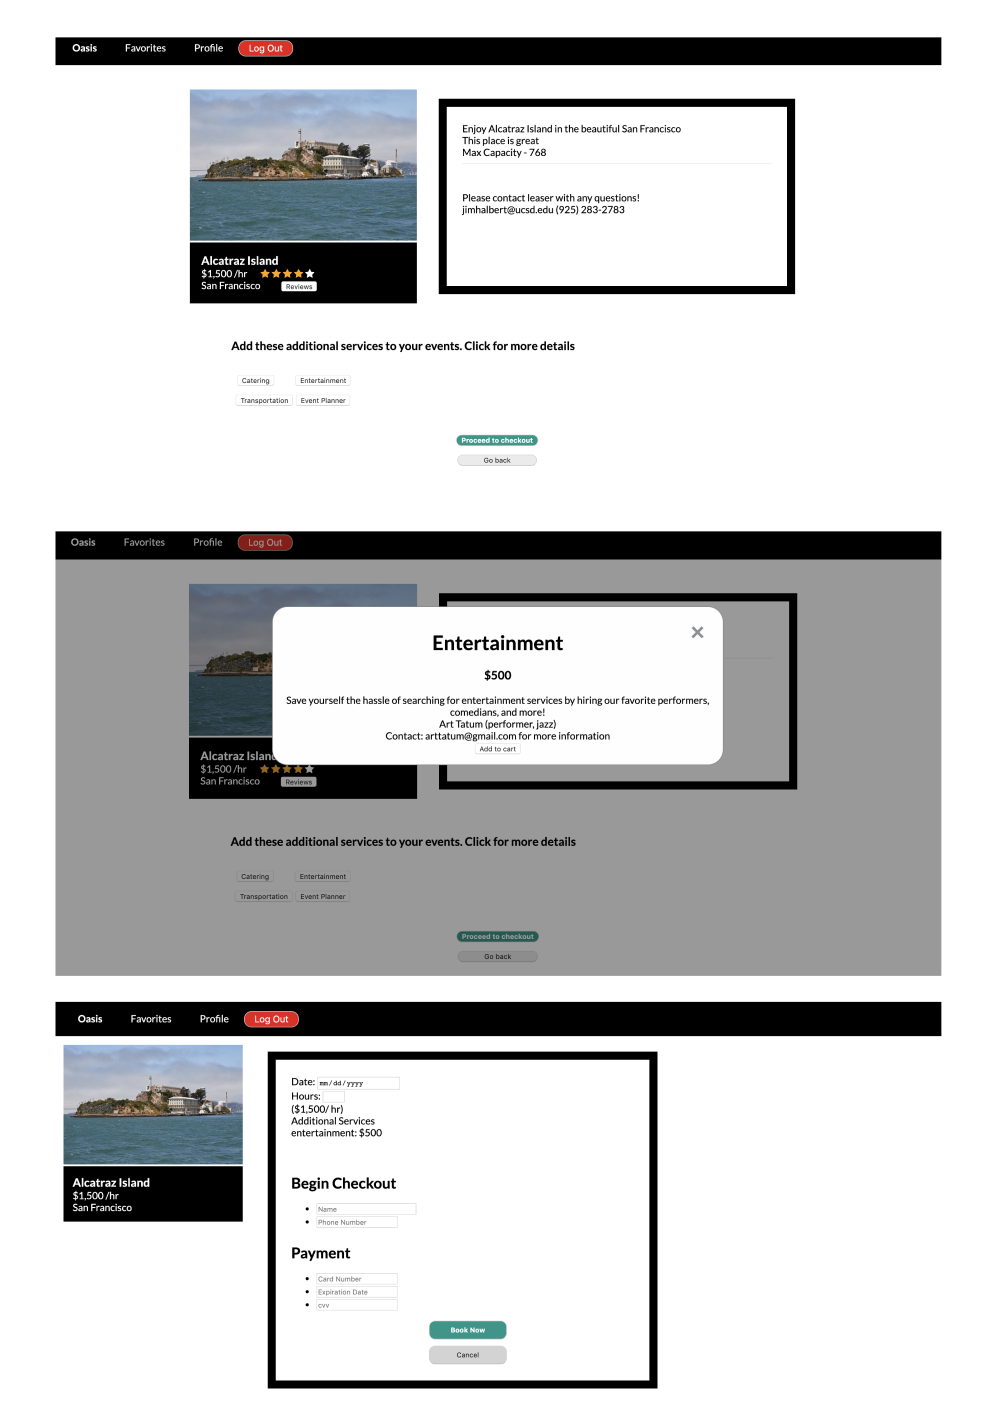 Oasis Favorites Profile Log Out
Enjoy Alcatraz Island in the beautiful San Francisco
This place is great
Max Capacity - 768
Please contact leaser with any questions!
jimhalbert@ucsd.edu (925) 283-2783
Alcatraz Island
$1,500 /hr
San Francisco Reviews
Add these additional services to your events. Click for more details
Catering Entertainment
Transportation Event Planner
Proceed to checkout
Go back
Oasis Favorites Profile Log Out
Entertainment
$500
Save yourself the hassle of searching for entertainment services by hiring our favorite performers,
comedians, and more!
Art Tatum (performer, jazz)
Contact: arttatum@gmail.com for more information
Add to cart
Alcatraz Island
$1,500 /hr
San Francisco Reviews
Add these additional services to your events. Click for more details
Catering Entertainment
Transportation Event Planner
Proceed to checkout
Go back
Oasis Favorites Profile Log Out
Alcatraz Island
$1,500 /hr
San Francisco
Date: mm/dd/yyyy
Hours:
($1,500/ hr)
Additional Services
entertainment: $500
Begin Checkout
Name
Phone Number
Payment
Card Number
Expiration Date
cvv
Book Now
Cancel